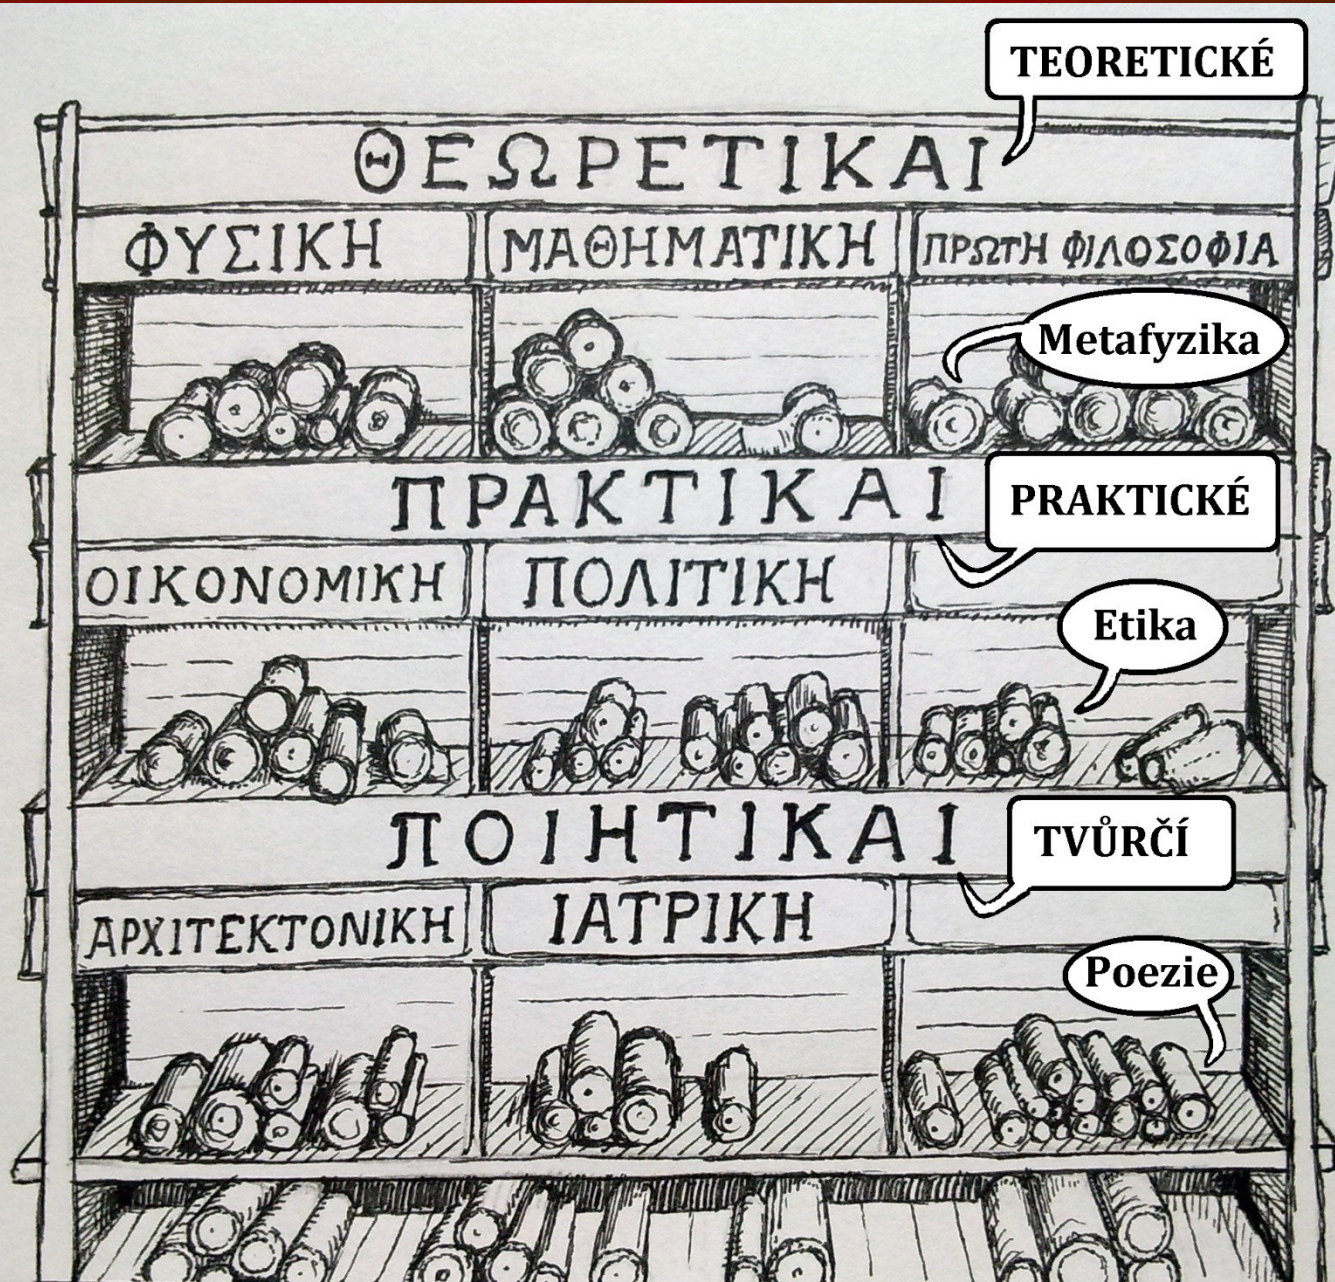 TEORETICKÉ
ΘΕΩΡΕΤΙΚΑΙ
ΦΥΣΙΚΗ
ΜΑΘΗΜΑΤΙΚΗ
ΠΡΩΤΗ ΦΙΛΟΣΟΦΙΑ
Metafyzika
ΠΡΑΚΤΙΚΑΙ
PRAKTICKÉ
ΟΙΚΟΝΟΜΙΚΗ
ΠΟΛΙΤΙΚΗ
Etika
ΠΟΙΗΤΙΚΑΙ
TVŮRČÍ
ΑΡΧΙΤΕΚΤΟΝΙΚΗ
ΙΑΤΡΙΚΗ
Poezie